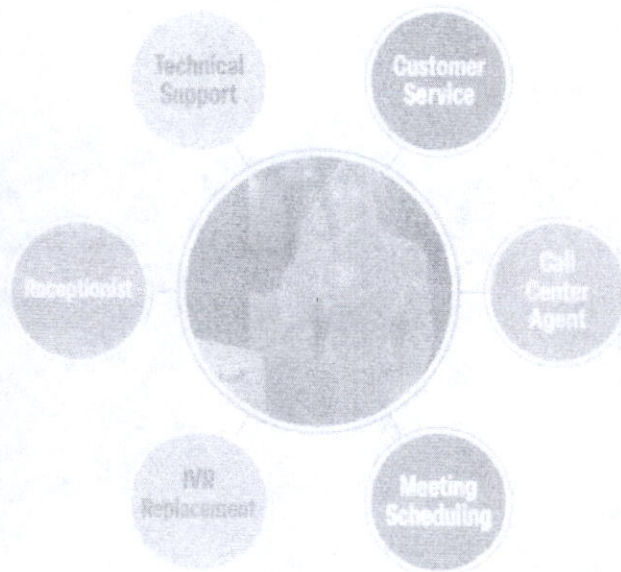 Technical
Support
Customer
Service
Receptionist
Call
Center
Agent
IVR
Replacement
Meeting
Scheduling